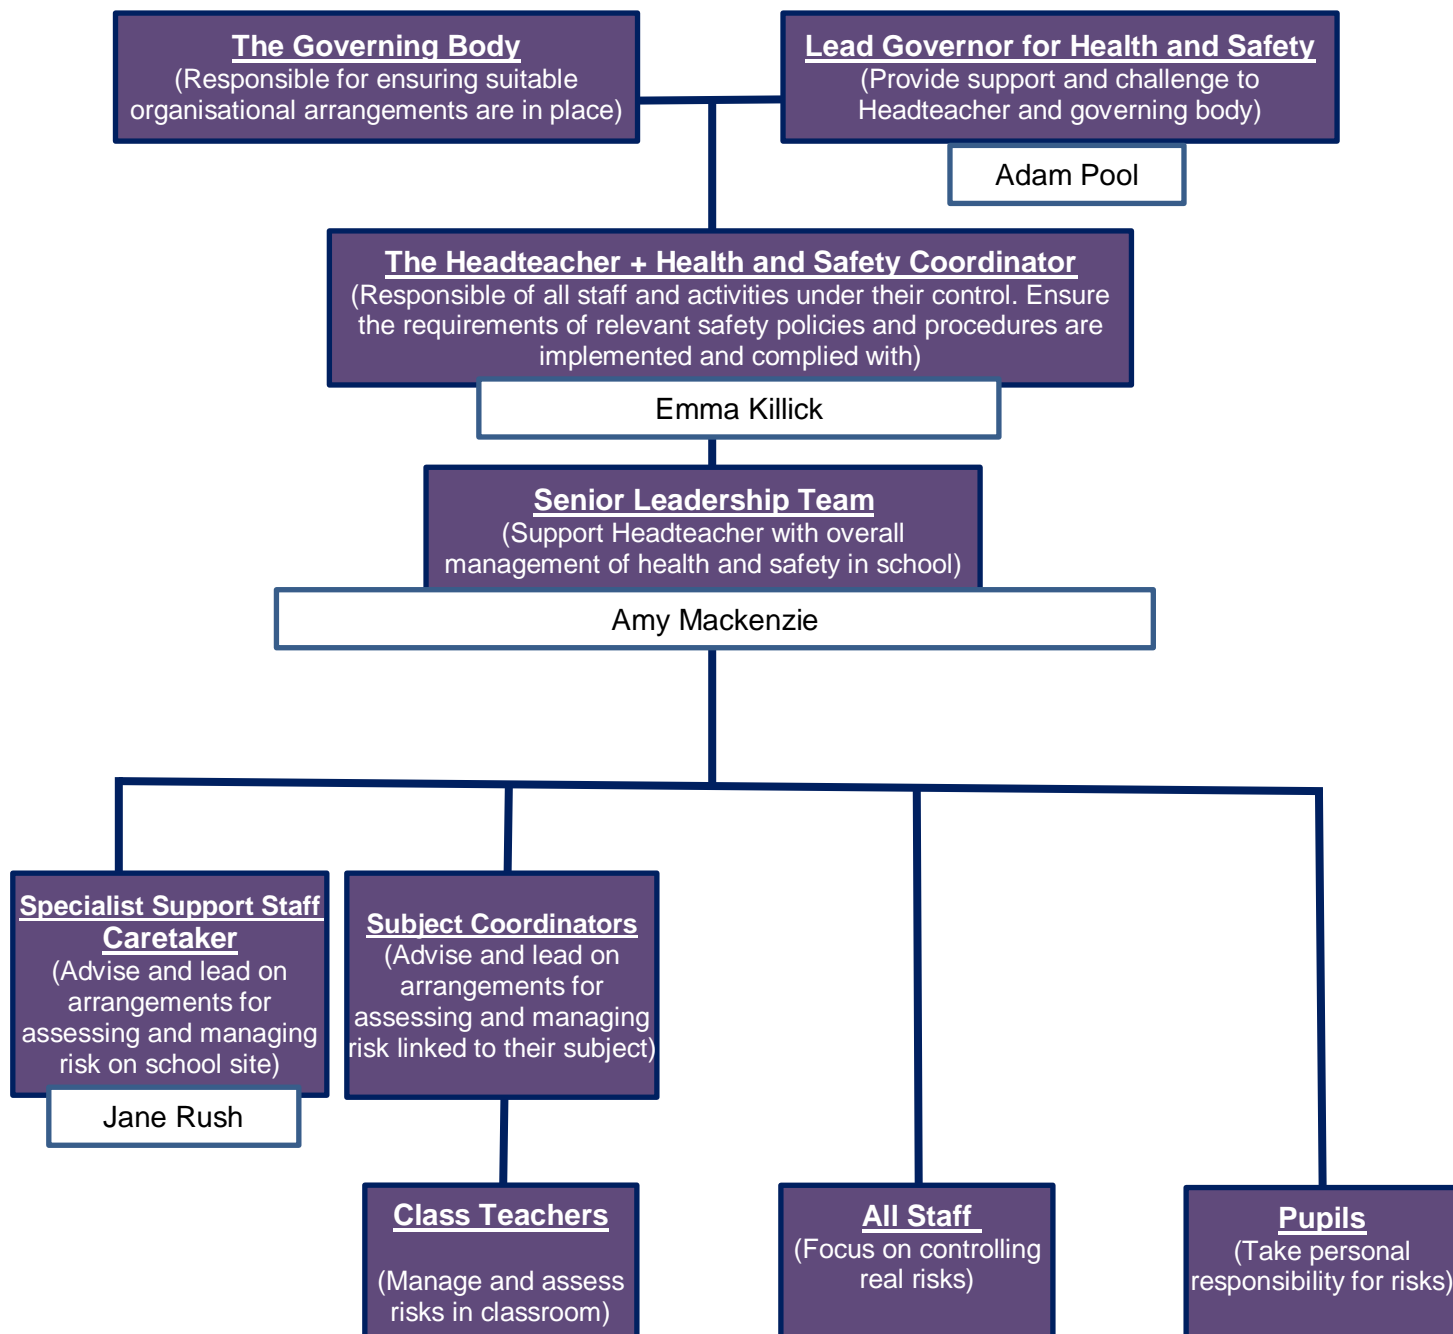 The Governing Body
(Responsible for ensuring suitable
organisational arrangements are in place)
Lead Governor for Health and Safety
(Provide support and challenge to
Headteacher and governing body)
Adam Pool
The Headteacher + Health and Safety Coordinator
(Responsible of all staff and activities under their control. Ensure
the requirements of relevant safety policies and procedures are
implemented and complied with)
Emma Killick
Senior Leadership Team
(Support Headteacher with overall
management of health and safety in school)
Amy Mackenzie
Specialist Support Staff
Caretaker
(Advise and lead on
arrangements for
assessing and managing
risk on school site)
Jane Rush
Subject Coordinators
(Advise and lead on
arrangements for
assessing and managing
risk linked to their subject)
Class Teachers
(Manage and assess
risks in classroom)
All Staff
(Focus on controlling
real risks)
Pupils
(Take personal
responsibility for risks)